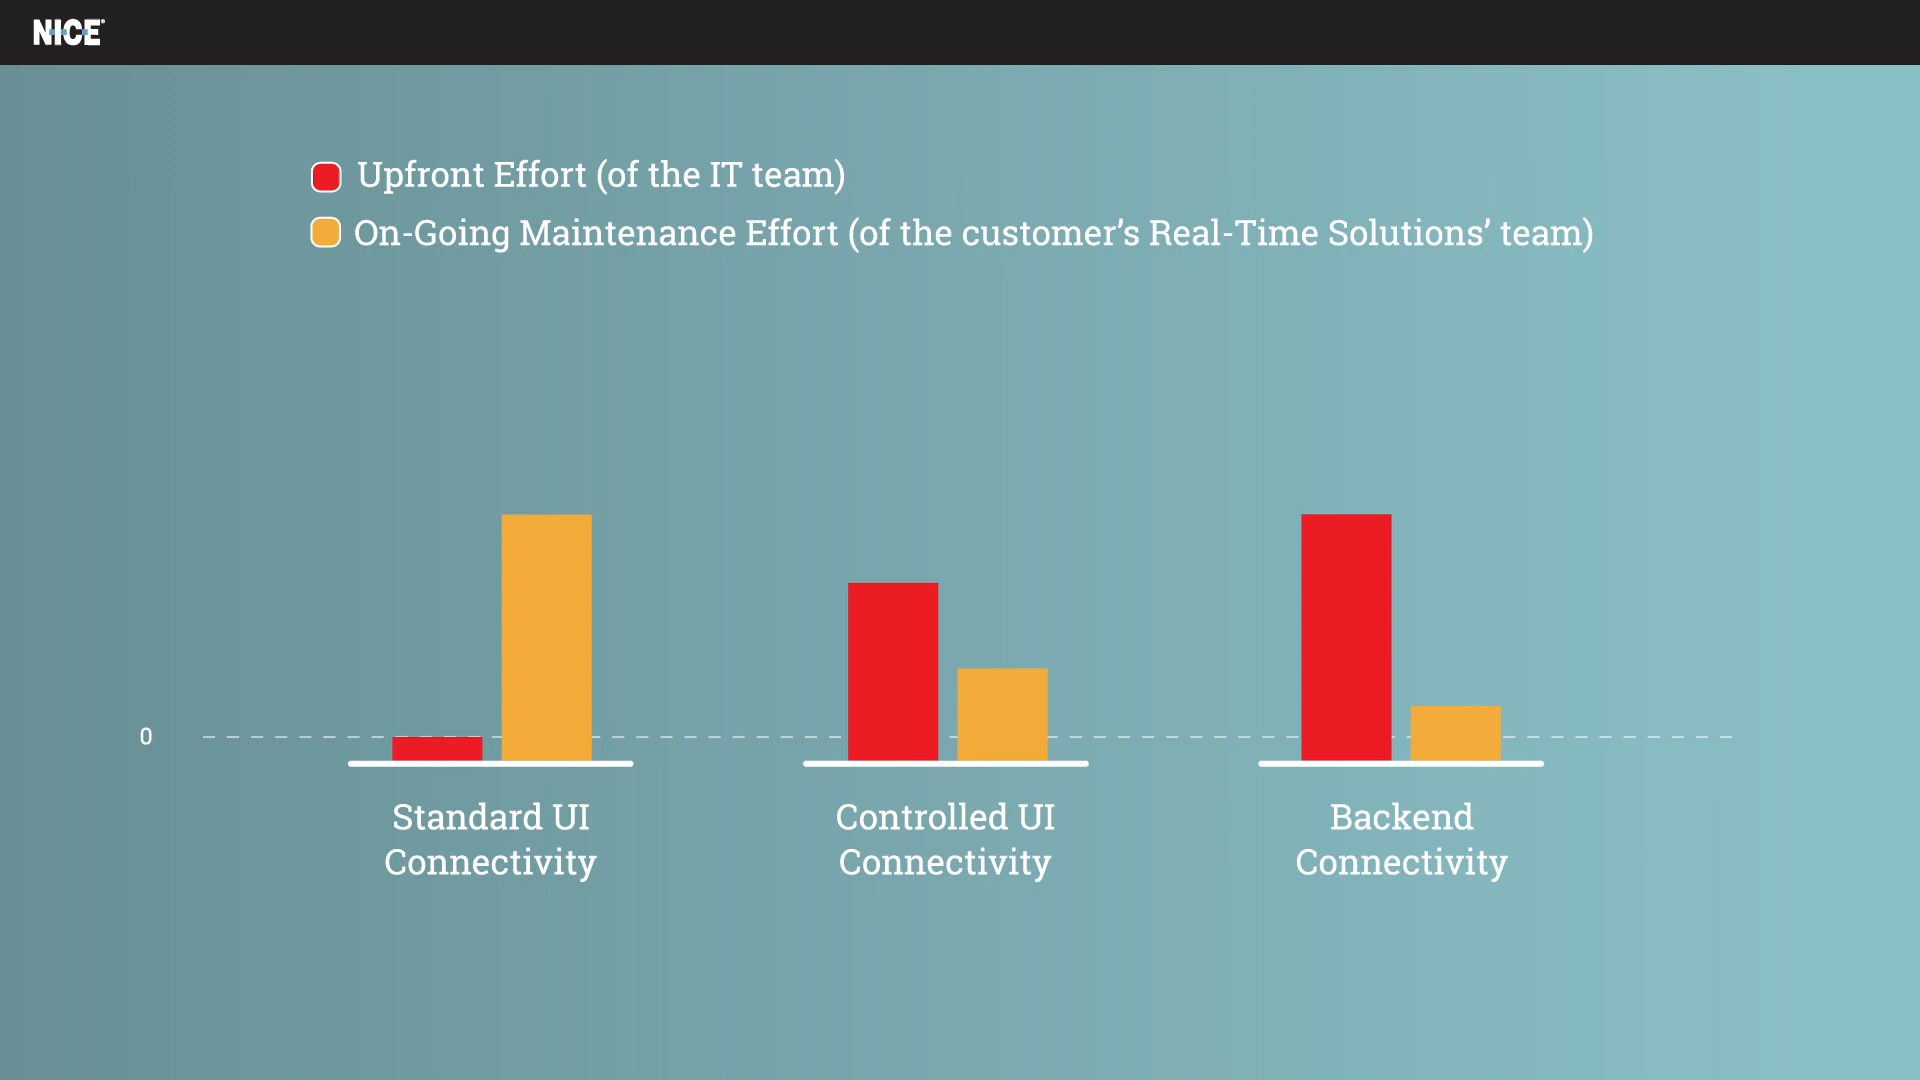 NICE®
Upfront Effort (of the IT team)
On-Going Maintenance Effort (of the customer’s Real-Time Solutions’ team)
0
Standard UI
Connectivity
Controlled UI
Connectivity
Backend
Connectivity